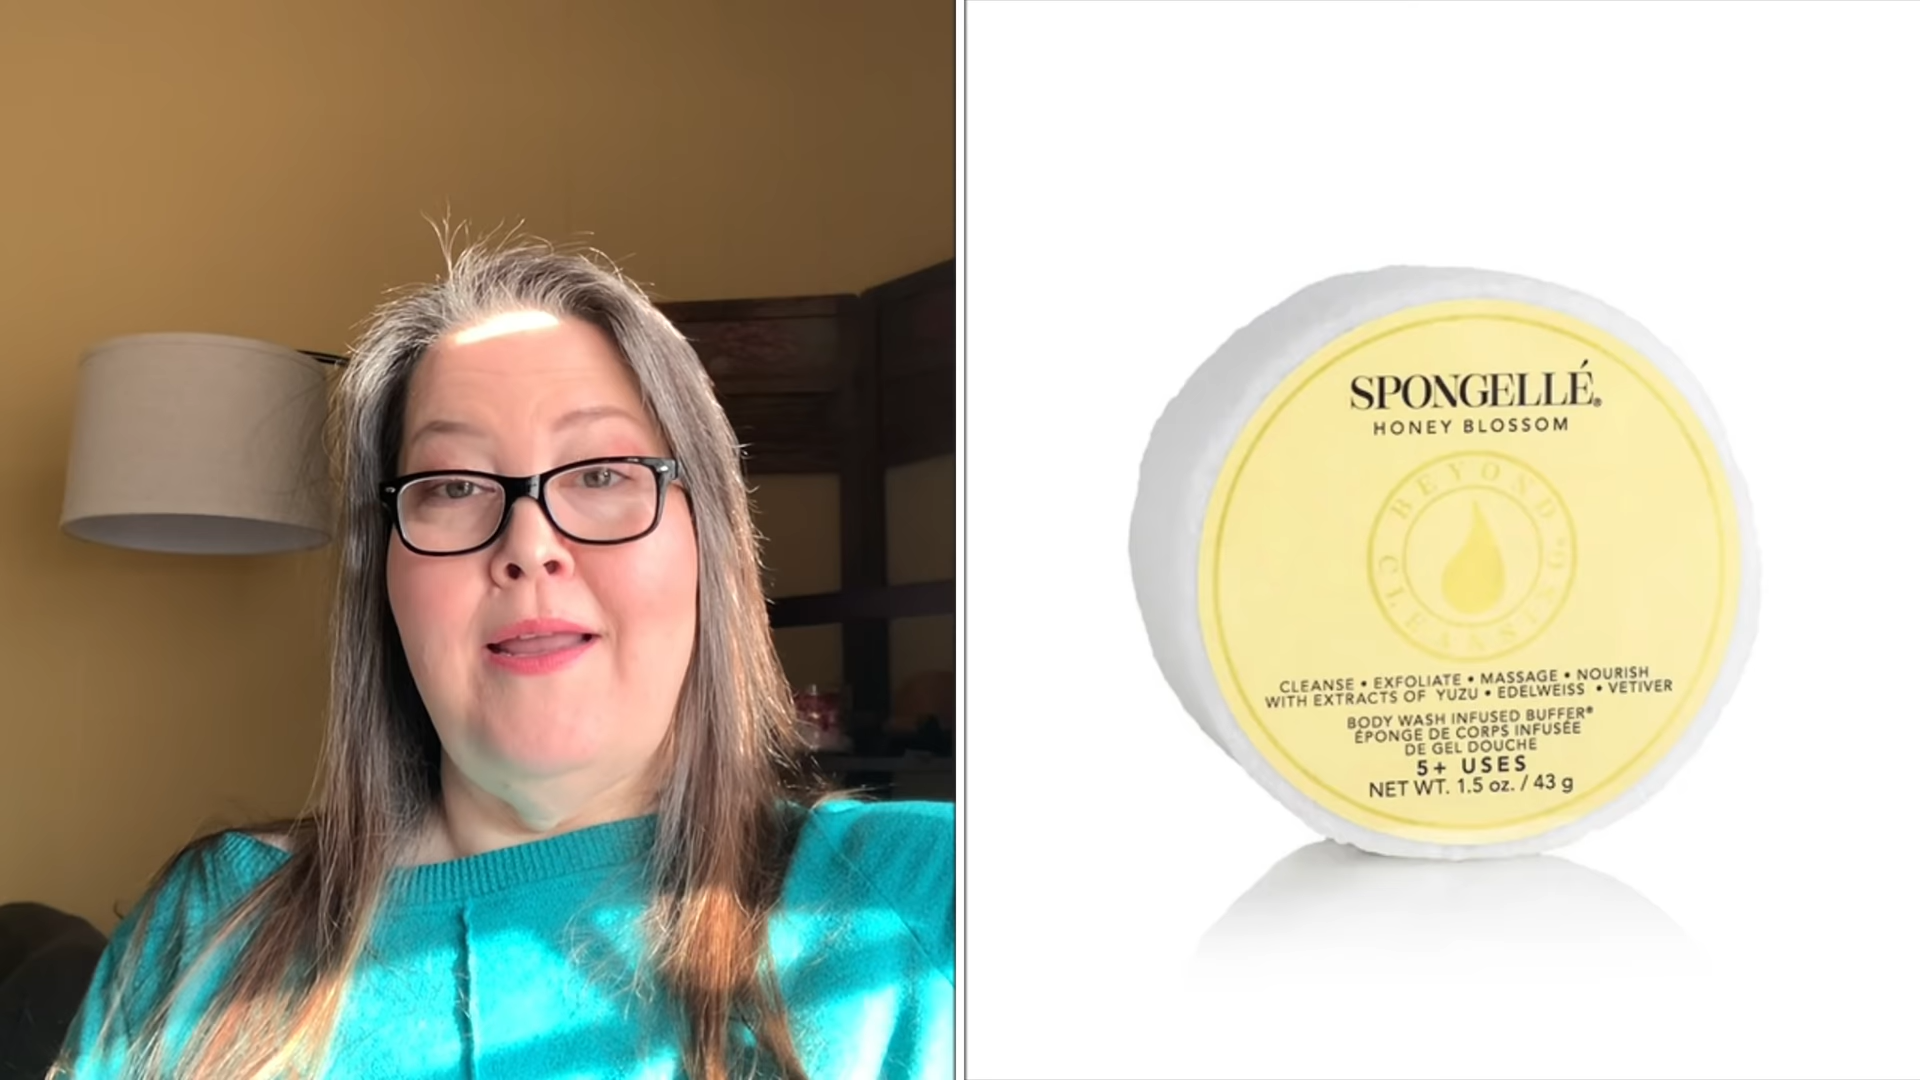 SPONGELLÉ®
HONEY BLOSSOM
BEYOND CLEANSING®
CLEANSE • EXFOLIATE • MASSAGE • NOURISH
WITH EXTRACTS OF YUZU • EDELWEISS • VETIVER
BODY WASH INFUSED BUFFER®
ÉPONGE DE CORPS INFUSÉE
DE GEL DOUCHE
5+ USES
NET WT. 1.5 oz. / 43 g